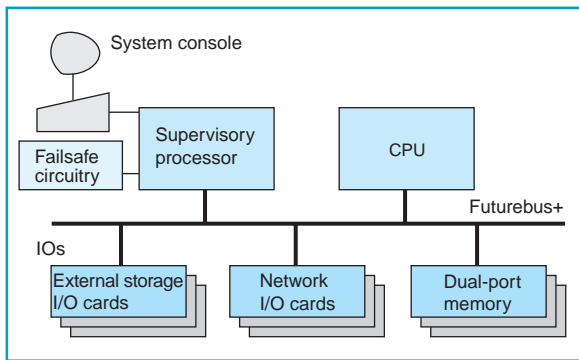 System console
Supervisory
processor
CPU
Failsafe
circuitry
Futurebus+
IOs
External storage
I/O cards
Network
I/O cards
Dual-port
memory